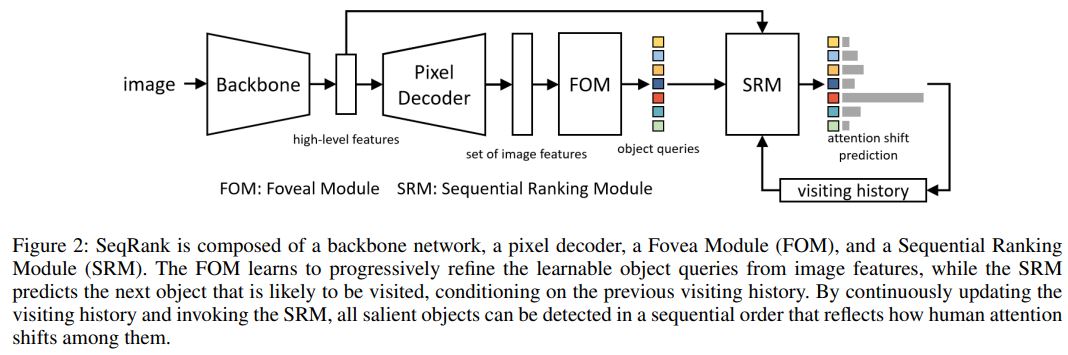 image
Backbone
high-level features
Pixel
Decoder
set of image features
FOM
object queries
SRM
attention shift
prediction
visiting history
FOM: Foveal Module SRM: Sequential Ranking Module
Figure 2: SeqRank is composed of a backbone network, a pixel decoder, a Fovea Module (FOM), and a Sequential Ranking
Module (SRM). The FOM learns to progressively refine the learnable object queries from image features, while the SRM
predicts the next object that is likely to be visited, conditioning on the previous visiting history. By continuously updating the
visiting history and invoking the SRM, all salient objects can be detected in a sequential order that reflects how human attention
shifts among them.